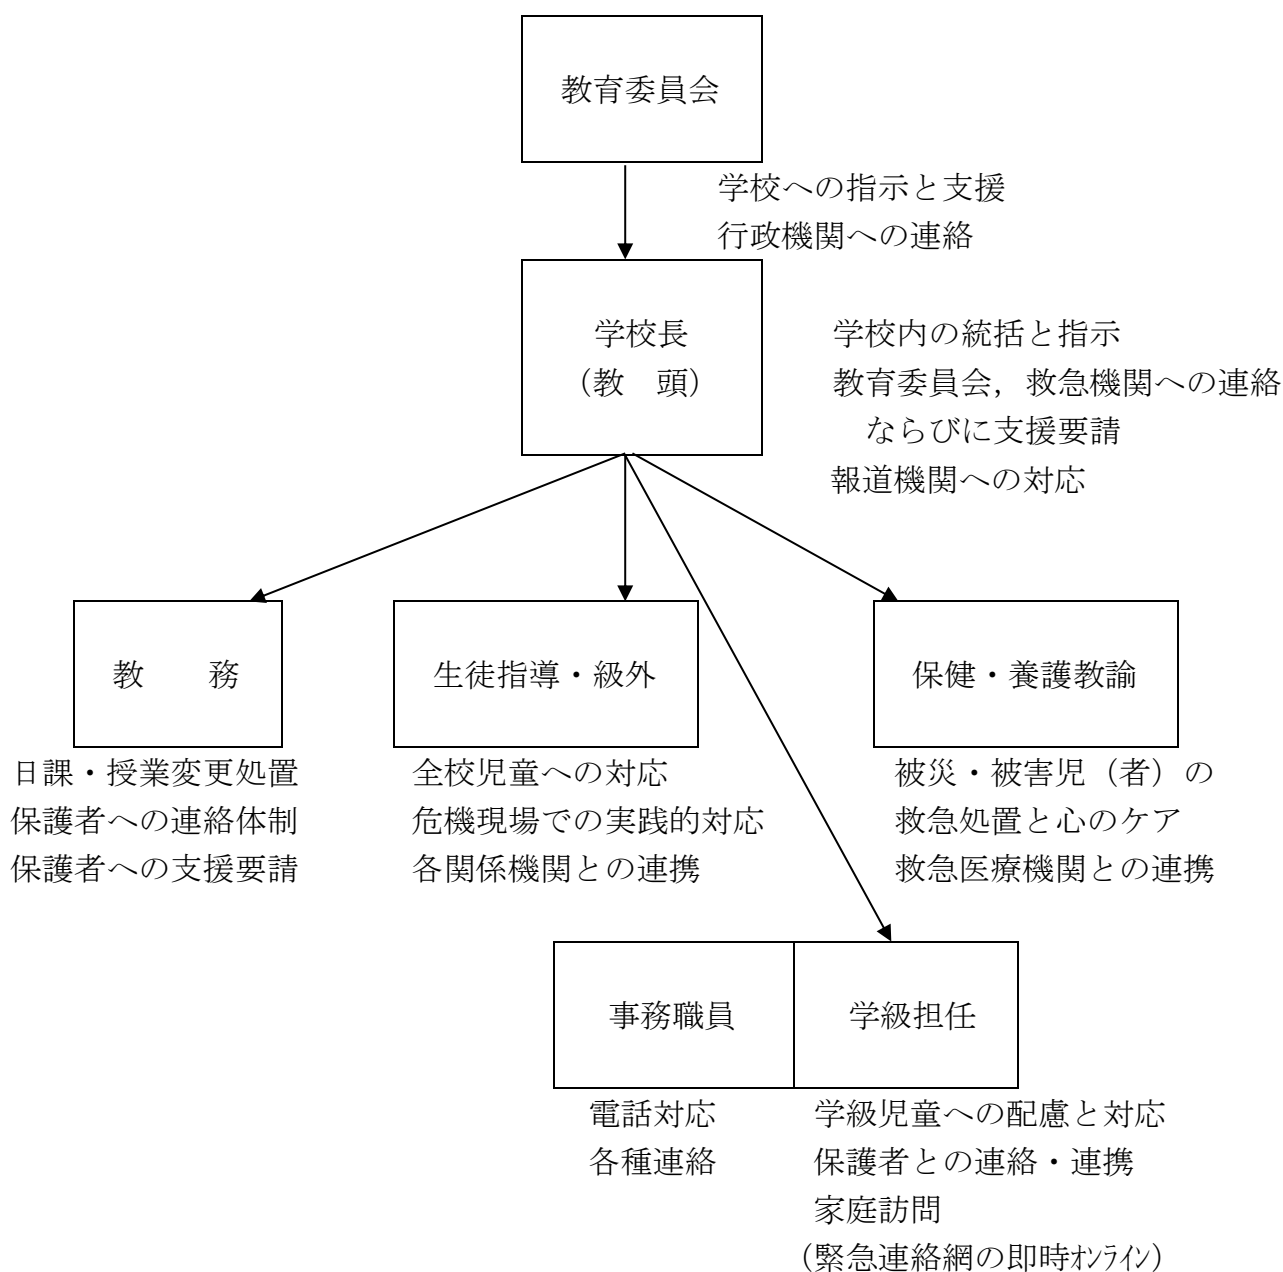 教育委員会
学校への指示と支援
行政機関への連絡
学校長
（教　頭）
学校内の統括と指示
教育委員会，救急機関への連絡
ならびに支援要請
報道機関への対応
教　　務
日課・授業変更処置
保護者への連絡体制
保護者への支援要請
生徒指導・級外
全校児童への対応
危機現場での実践的対応
各関係機関との連携
保健・養護教諭
被災・被害児（者）の
救急処置と心のケア
救急医療機関との連携
事務職員
電話対応
各種連絡
学級担任
学級児童への配慮と対応
保護者との連絡・連携
家庭訪問
（緊急連絡網の即時ｵﾝﾗｲﾝ）